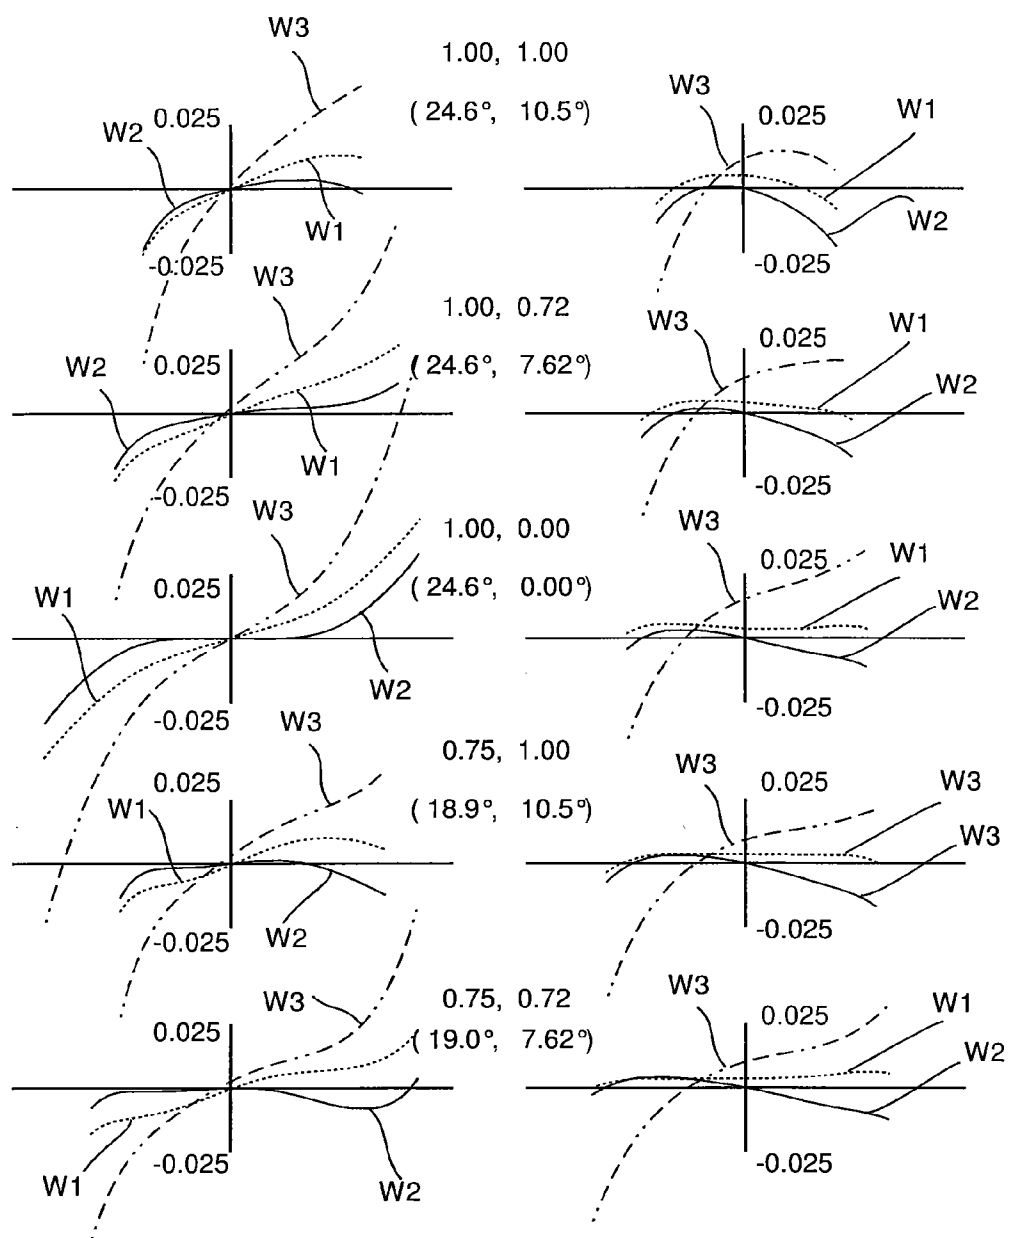 W3
1.00, 1.00
W3
W2
0.025
(24.6°, 10.5°)
0.025
W1
W1
W2
-0.025
-0.025
W3
1.00, 0.72
W3
0.025
W1
W2
0.025
(24.6°, 7.62°)
W2
W1
-0.025
-0.025
W3
1.00, 0.00
W3
0.025
W1
W1
0.025
(24.6°, 0.00°)
W2
W2
-0.025
-0.025
W3
0.75, 1.00
W3
0.025
W3
W1
0.025
(18.9°, 10.5°)
W3
W2
-0.025
-0.025
W3
0.75, 0.72
W3
0.025
W1
0.025
(19.0°, 7.62°)
W2
W1
-0.025
W2
-0.025